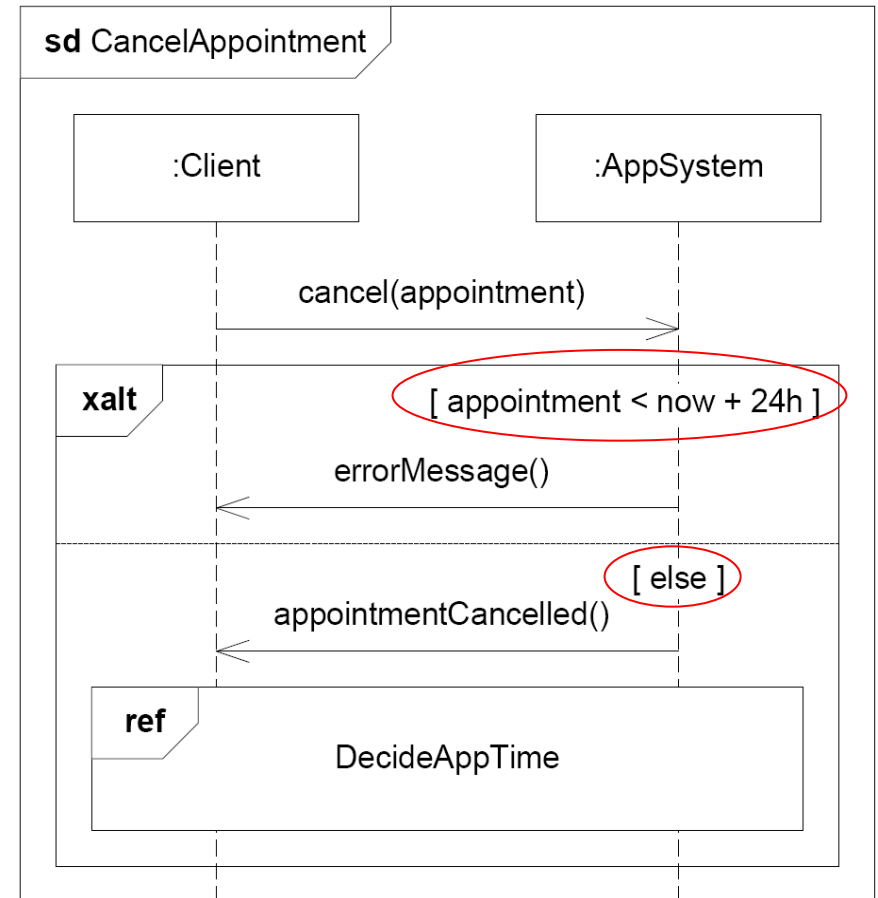 sd CancelAppointment
:Client
:AppSystem
cancel(appointment)
xalt
[ appointment < now + 24h ]
errorMessage()
[ else ]
appointmentCancelled()
ref
DecideAppTime